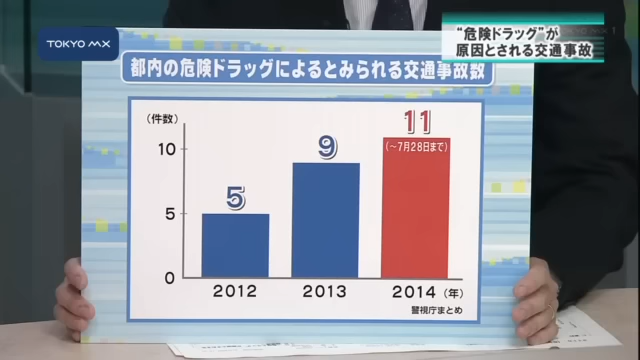 TOKYO MX
TOKYO MX 1
“危険ドラッグ”が
原因とされる交通事故
都内の危険ドラッグによるとみられる交通事故数
(件数)
11
(〜7月28日まで)
9
5
10
5
0
2012
2013
2014 (年)
警視庁まとめ